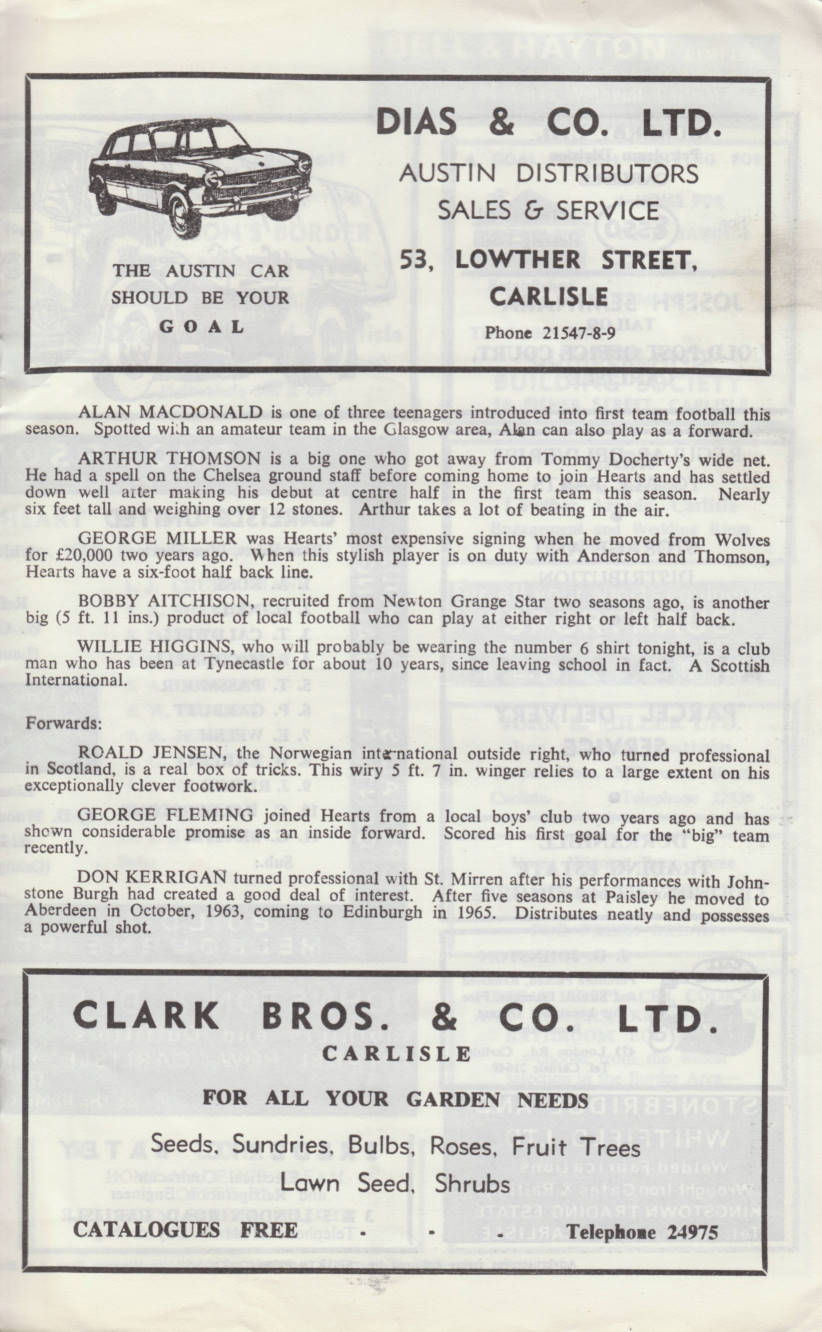 DIAS & CO. LTD.
AUSTIN DISTRIBUTORS
SALES & SERVICE
53, LOWTHER STREET,
CARLISLE
Phone 21547-8-9
THE AUSTIN CAR
SHOULD BE YOUR
GOAL
ALAN MACDONALD is one of three teenagers introduced into first team football this
season. Spotted with an amateur team in the Glasgow area, Alan can also play as a forward.
ARTHUR THOMSON is a big one who got away from Tommy Docherty's wide net.
He had a spell on the Chelsea ground staff before coming home to join Hearts and has settled
down well after making his debut at centre half in the first team this season. Nearly
six feet tall and weighing over 12 stones. Arthur takes a lot of beating in the air.
GEORGE MILLER was Hearts' most expensive signing when he moved from Wolves
for £20,000 two years ago. When this stylish player is on duty with Anderson and Thomson,
Hearts have a six-foot half back line.
BOBBY AITCHISON, recruited from Newton Grange Star two seasons ago, is another
big (5 ft. 11 ins.) product of local football who can play at either right or left half back.
WILLIE HIGGINS, who will probably be wearing the number 6 shirt tonight, is a club
man who has been at Tynecastle for about 10 years, since leaving school in fact. A Scottish
International.
Forwards:
ROALD JENSEN, the Norwegian international outside right, who turned professional
in Scotland, is a real box of tricks. This wiry 5 ft. 7 in. winger relies to a large extent on his
exceptionally clever footwork.
GEORGE FLEMING joined Hearts from a local boys' club two years ago and has
shown considerable promise as an inside forward. Scored his first goal for the "big" team
recently.
DON KERRIGAN turned professional with St. Mirren after his performances with John-
stone Burgh had created a good deal of interest. After five seasons at Paisley he moved to
Aberdeen in October, 1963, coming to Edinburgh in 1965. Distributes neatly and possesses
a powerful shot.
CLARK BROS. & CO. LTD.
CARLISLE
FOR ALL YOUR GARDEN NEEDS
Seeds, Sundries, Bulbs, Roses, Fruit Trees
Lawn Seed, Shrubs
CATALOGUES FREE - - - Telephone 24975